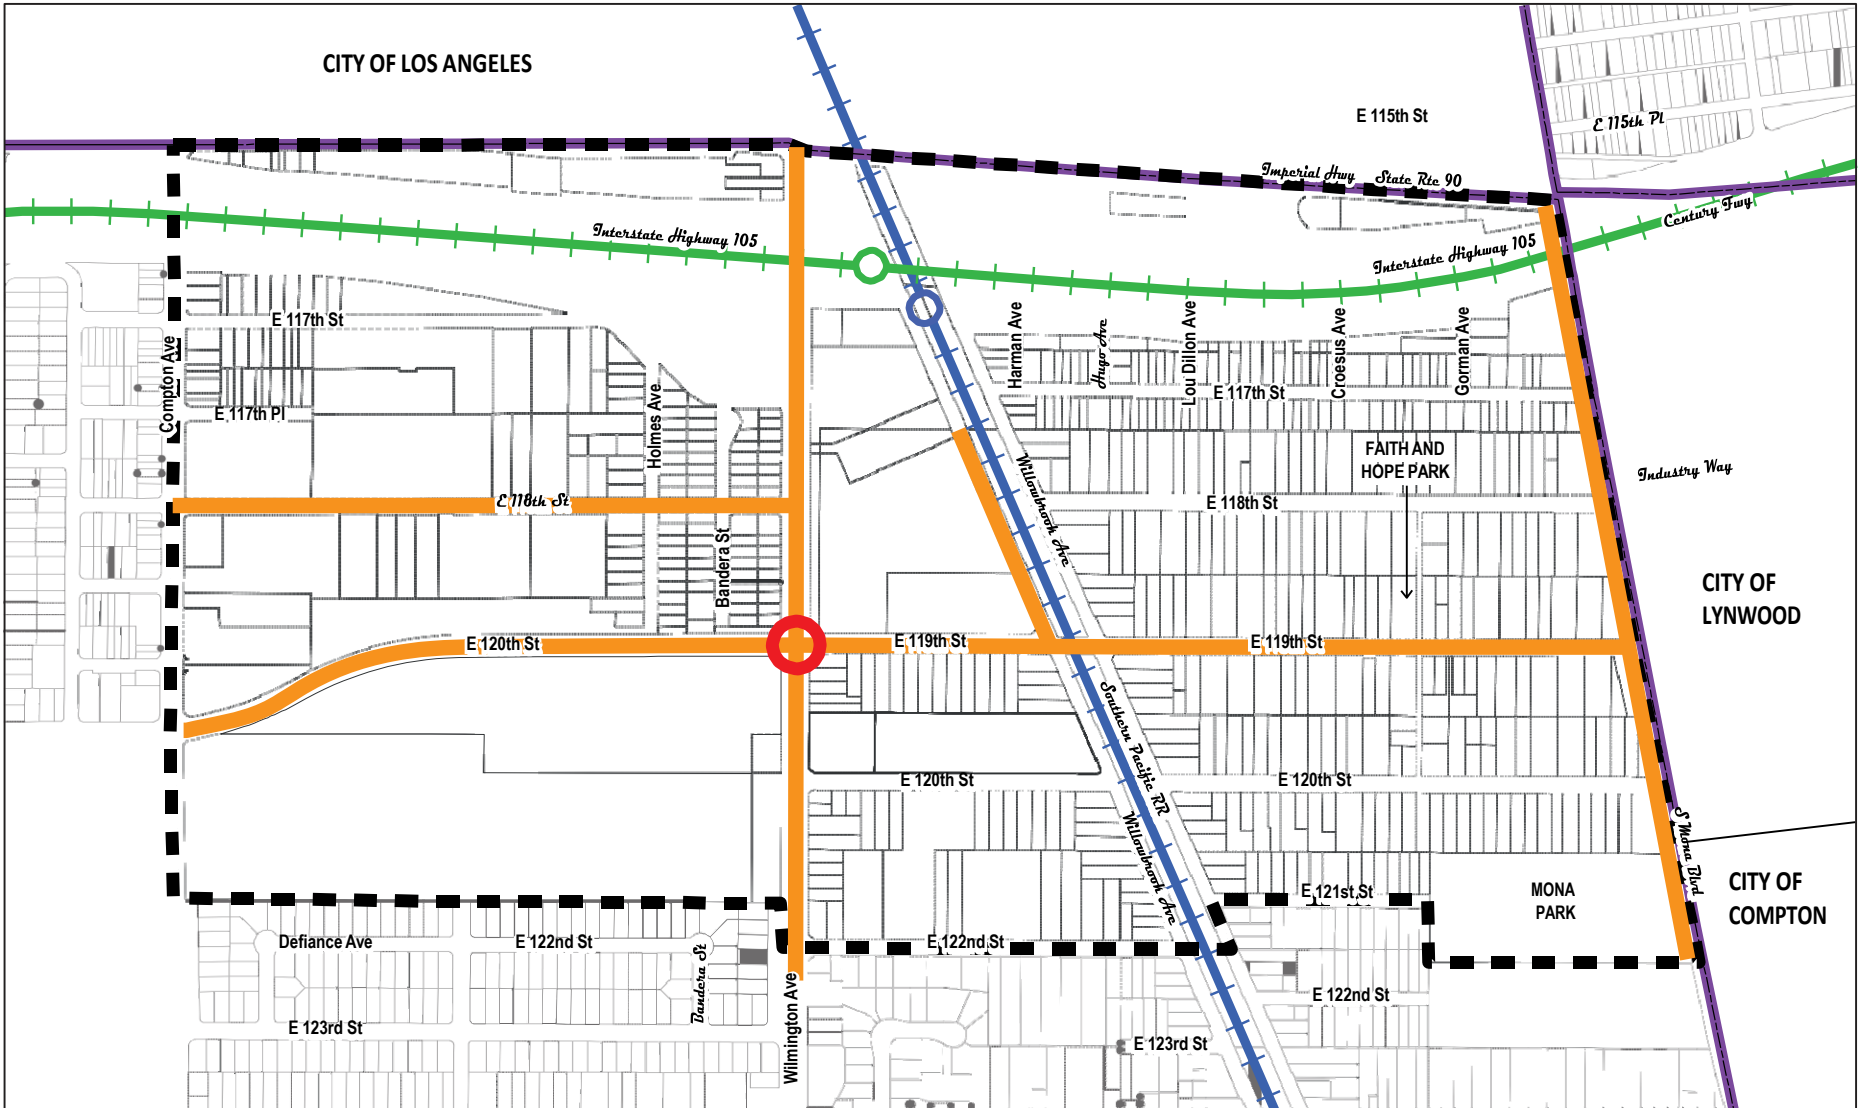 CITY OF LOS ANGELES
E 115th St
E 115th Pl
Imperial Hwy State Rte 90
Century Fwy
Interstate Highway 105
Interstate Highway 105
E 117th St
Compton Ave
Harman Ave
Hugo Ave
Lou Dillon Ave
Croesus Ave
Gorman Ave
E 117th St
E 117th Pl
Holmes Ave
FAITH AND
HOPE PARK
Industry Way
Willowbrook Ave
E 118th St
E 118th St
Bandera St
CITY OF
LYNWOOD
E 120th St
E 119th St
E 119th St
Southern Pacific RR
E 120th St
E 120th St
Willowbrook Ave
S Mona Blvd
E 121st St
MONA
PARK
CITY OF
COMPTON
Defiance Ave
E 122nd St
E 122nd St
Bandera St
Wilmington Ave
E 122nd St
E 123rd St
E 123rd St